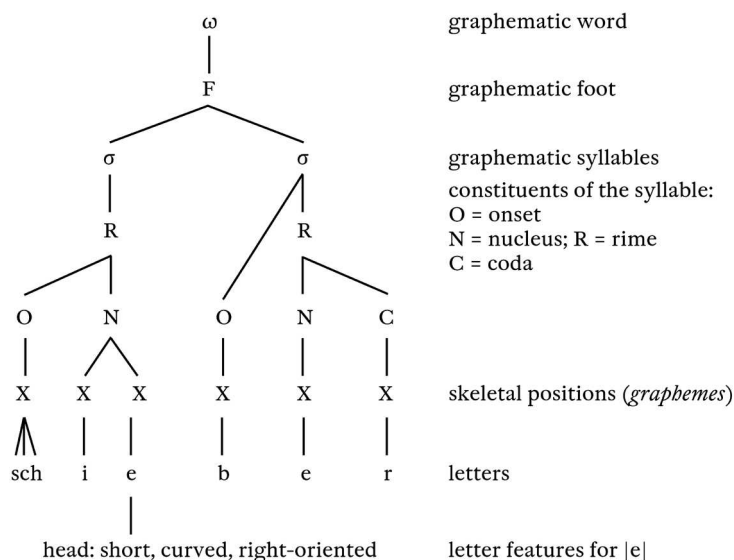 ω graphematic word
F graphematic foot
σ σ graphematic syllables
constituents of the syllable:
O = onset
R R N = nucleus; R = rime
C = coda
O N O N C
X X X X X X skeletal positions (graphemes)
sch i e b e r letters
head: short, curved, right-oriented letter features for |e|